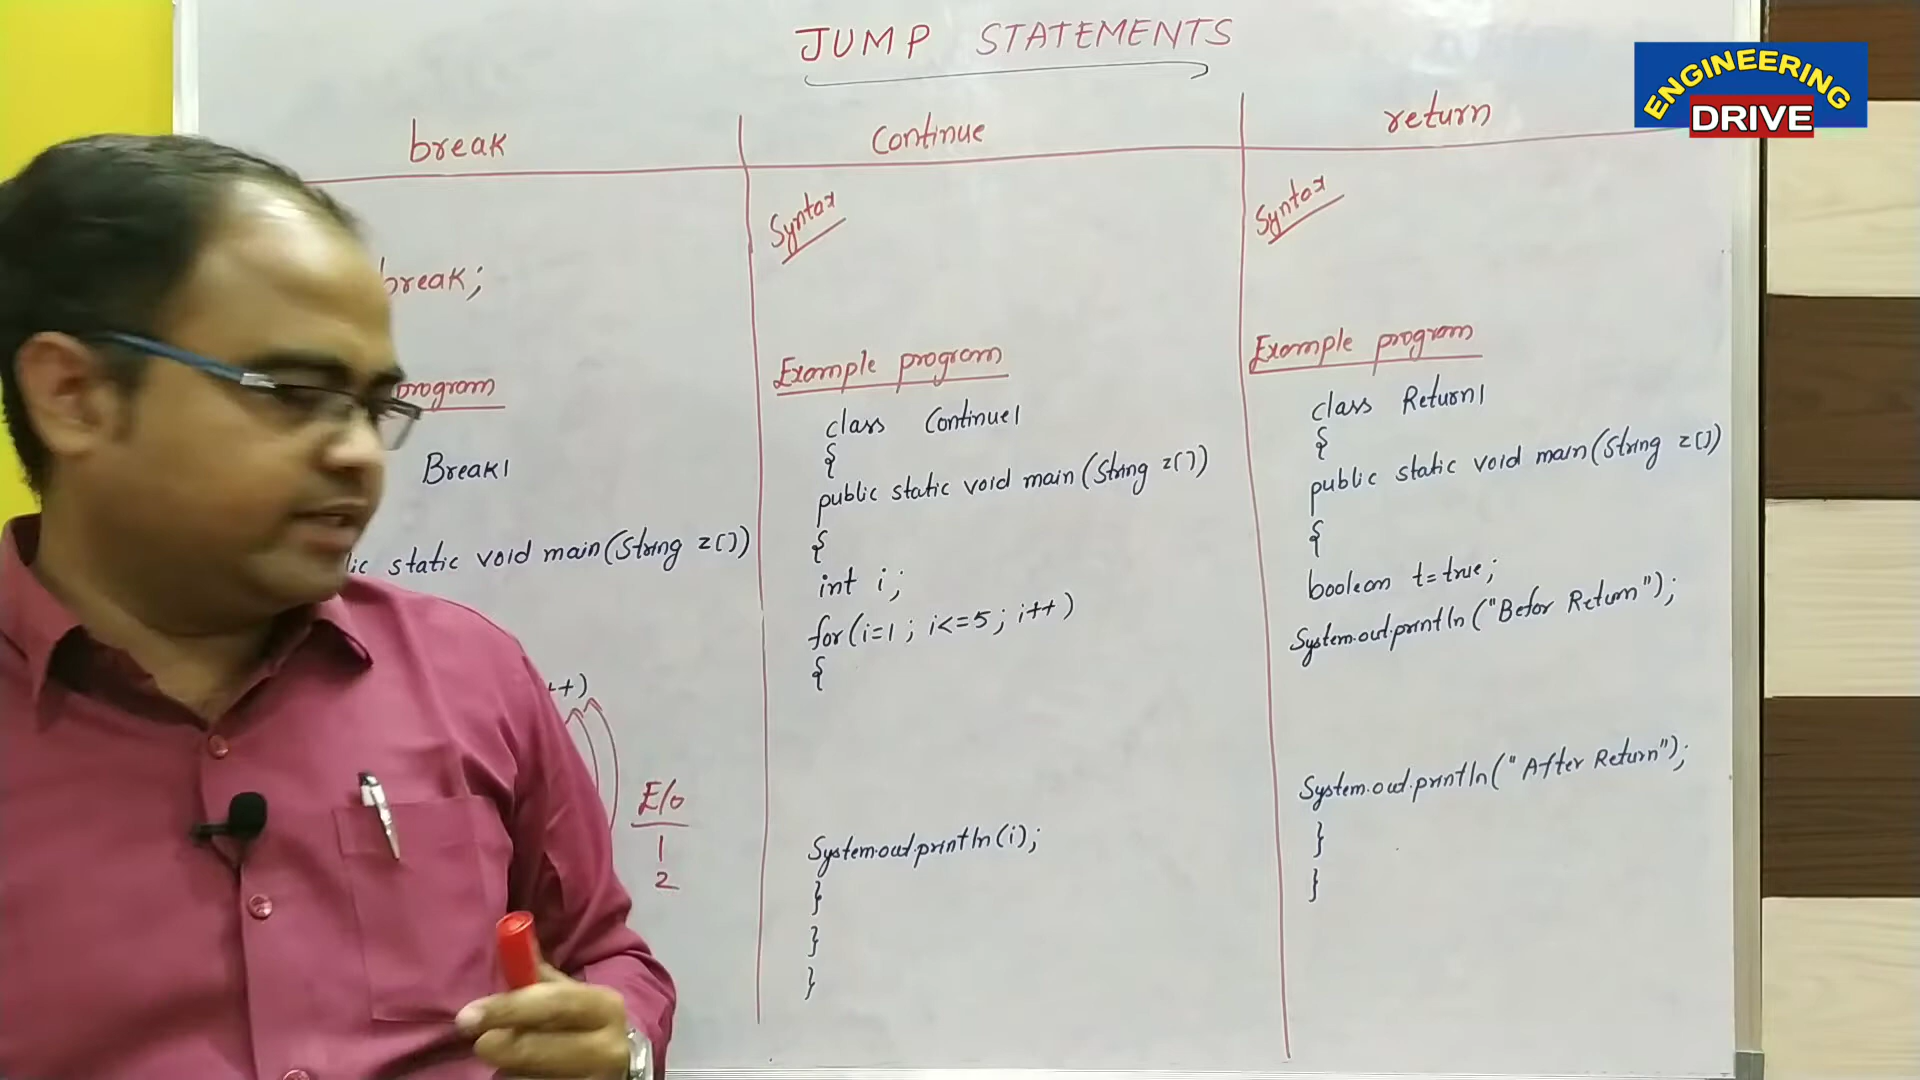 JUMP STATEMENTS
ENGINEERING
DRIVE
break
break;
program
Break1
static void main(String z[])
++)
E/o
1
2
Continue
Syntax
Example program
class Continue1
{
public static void main(String z[])
{
int i;
for(i=1; i<=5; i++)
{
System.out.println(i);
}
}
}
return
Syntax
Example program
class Return1
{
public static void main(String z[])
{
boolean t=true;
System.out.println("Befor Return");
System.out.println("After Return");
}
}